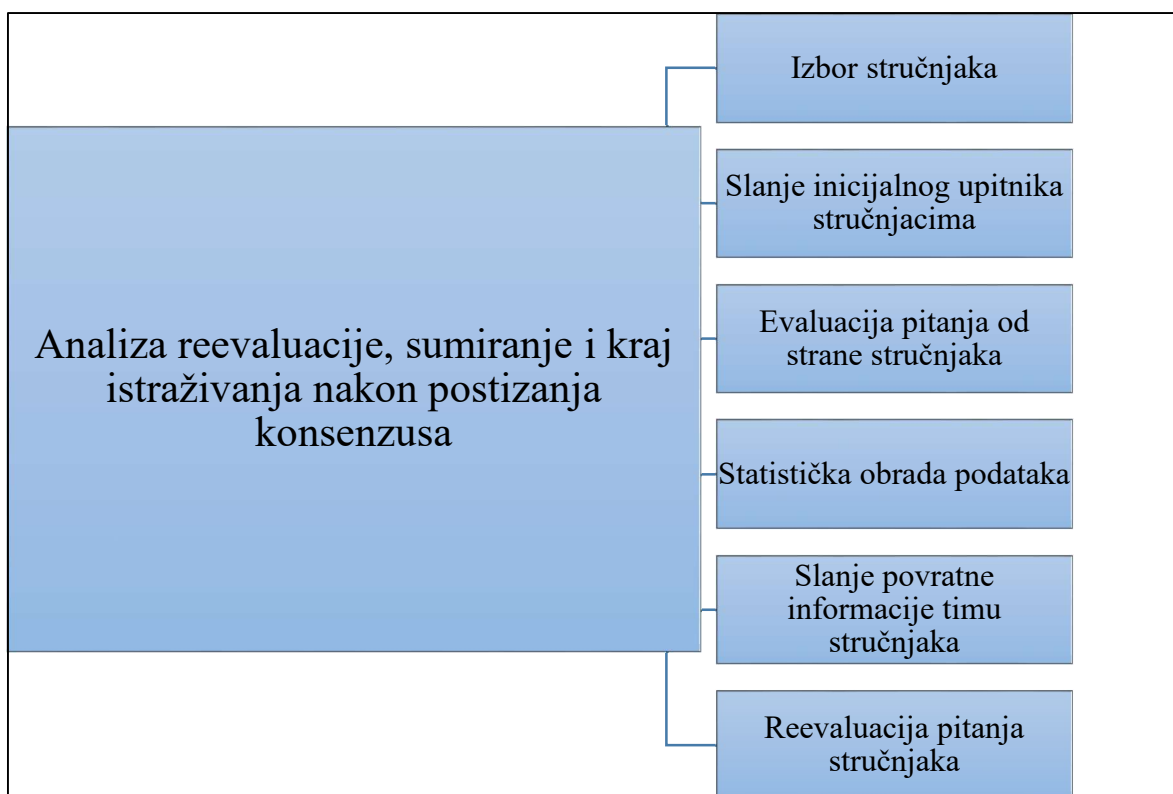 Izbor stručnjaka
Slanje inicijalnog upitnika
stručnjacima
Analiza reevaluacije, sumiranje i kraj
istraživanja nakon postizanja
konsenzusa
Evaluacija pitanja od
strane stručnjaka
Statistička obrada podataka
Slanje povratne
informacije timu
stručnjaka
Reevaluacija pitanja
stručnjaka